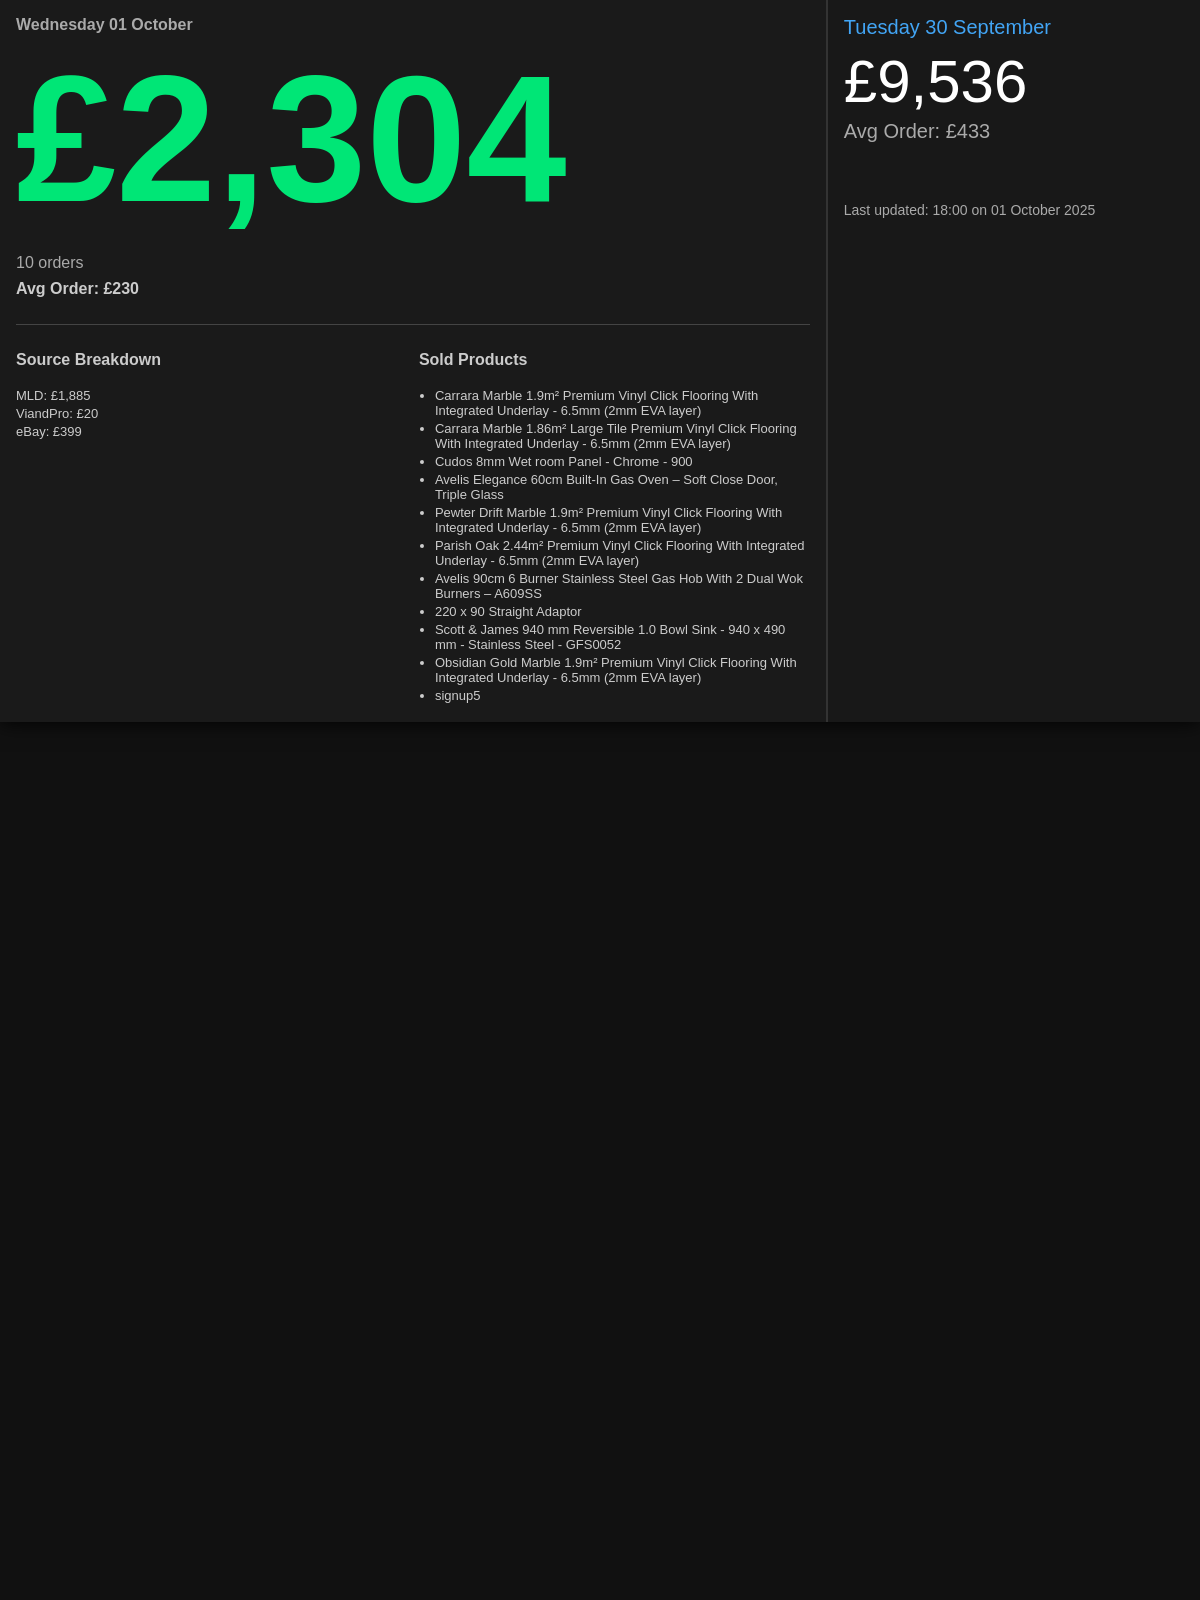 Wednesday 01 October
£2,304
10 orders
Avg Order: £230
Source Breakdown
MLD: £1,885
ViandPro: £20
eBay: £399
Sold Products
• Carrara Marble 1.9m² Premium Vinyl Click Flooring With
Integrated Underlay - 6.5mm (2mm EVA layer)
• Carrara Marble 1.86m² Large Tile Premium Vinyl Click Flooring
With Integrated Underlay - 6.5mm (2mm EVA layer)
• Cudos 8mm Wet room Panel - Chrome - 900
• Avelis Elegance 60cm Built-In Gas Oven – Soft Close Door,
Triple Glass
• Pewter Drift Marble 1.9m² Premium Vinyl Click Flooring With
Integrated Underlay - 6.5mm (2mm EVA layer)
• Parish Oak 2.44m² Premium Vinyl Click Flooring With Integrated
Underlay - 6.5mm (2mm EVA layer)
• Avelis 90cm 6 Burner Stainless Steel Gas Hob With 2 Dual Wok
Burners – A609SS
• 220 x 90 Straight Adaptor
• Scott & James 940 mm Reversible 1.0 Bowl Sink - 940 x 490
mm - Stainless Steel - GFS0052
• Obsidian Gold Marble 1.9m² Premium Vinyl Click Flooring With
Integrated Underlay - 6.5mm (2mm EVA layer)
• signup5
Tuesday 30 September
£9,536
Avg Order: £433
Last updated: 18:00 on 01 October 2025